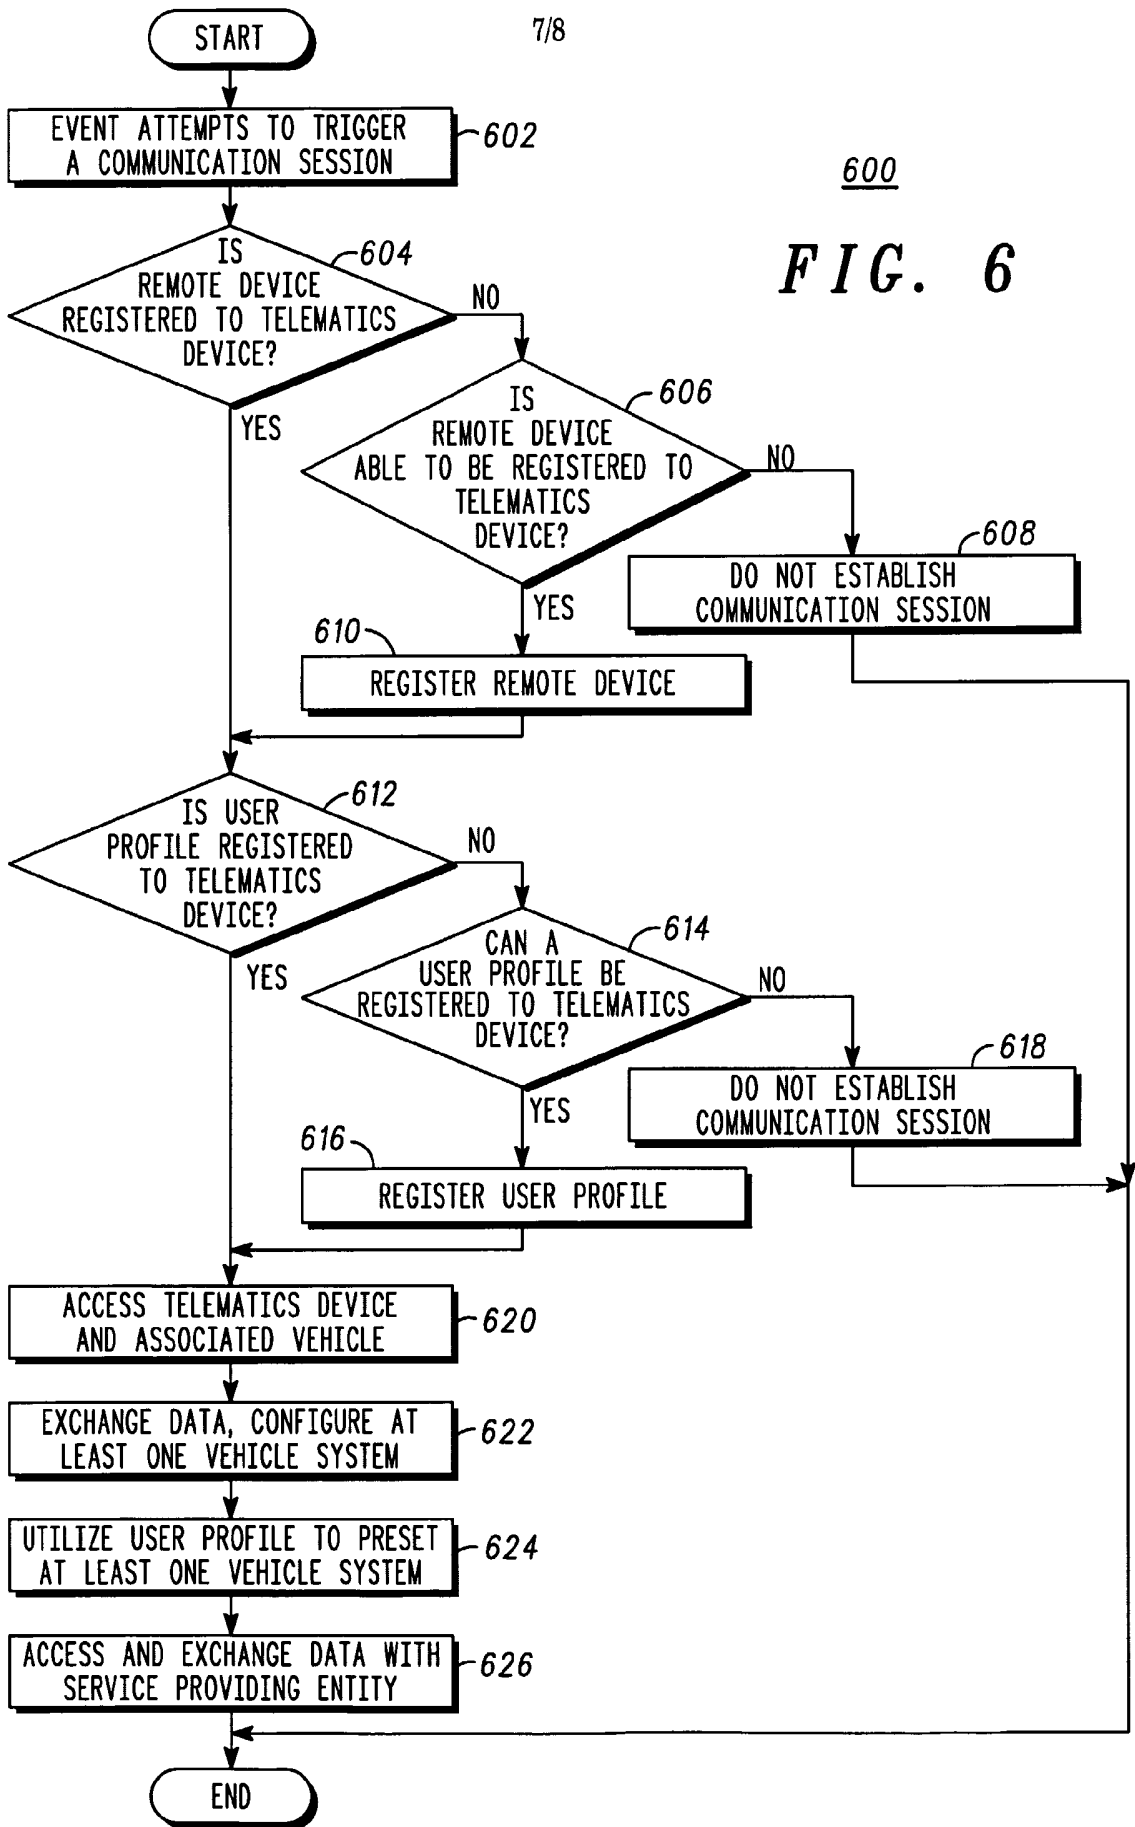 START
7/8
EVENT ATTEMPTS TO TRIGGER
A COMMUNICATION SESSION
602
600
FIG. 6
IS
REMOTE DEVICE
REGISTERED TO TELEMATICS
DEVICE?
604
NO
YES
IS
REMOTE DEVICE
ABLE TO BE REGISTERED TO
TELEMATICS
DEVICE?
606
NO
YES
DO NOT ESTABLISH
COMMUNICATION SESSION
608
610
REGISTER REMOTE DEVICE
IS USER
PROFILE REGISTERED
TO TELEMATICS
DEVICE?
612
NO
YES
CAN A
USER PROFILE BE
REGISTERED TO TELEMATICS
DEVICE?
614
NO
YES
DO NOT ESTABLISH
COMMUNICATION SESSION
618
616
REGISTER USER PROFILE
ACCESS TELEMATICS DEVICE
AND ASSOCIATED VEHICLE
620
EXCHANGE DATA, CONFIGURE AT
LEAST ONE VEHICLE SYSTEM
622
UTILIZE USER PROFILE TO PRESET
AT LEAST ONE VEHICLE SYSTEM
624
ACCESS AND EXCHANGE DATA WITH
SERVICE PROVIDING ENTITY
626
END